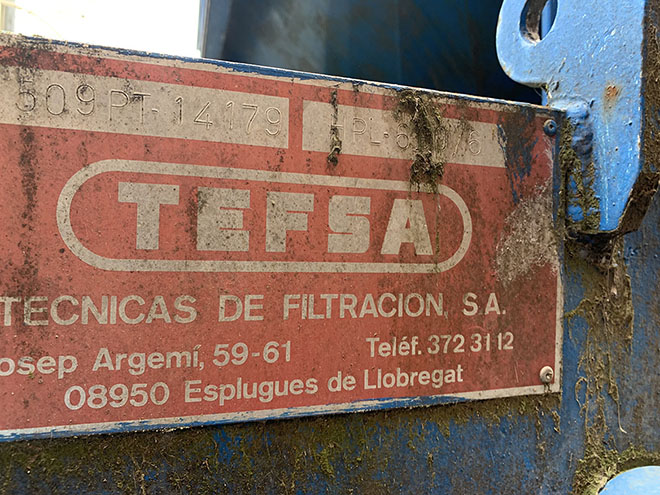 509 PT-14179
TEFSA
TECNICAS DE FILTRACION, S.A.
osep Argemí, 59-61 Teléf. 372 31 12
08950 Esplugues de Llobregat